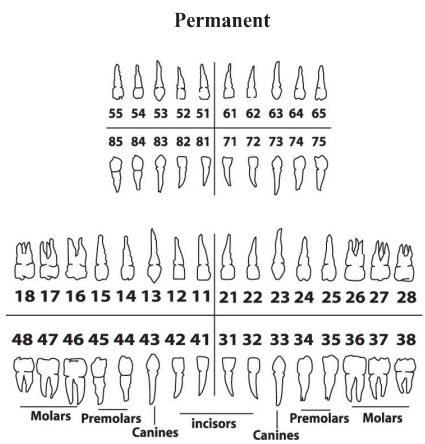 Permanent
55 54 53 52 51 61 62 63 64 65
85 84 83 82 81 71 72 73 74 75
18 17 16 15 14 13 12 11 21 22 23 24 25 26 27 28
48 47 46 45 44 43 42 41 31 32 33 34 35 36 37 38
Molars Premolars incisors Premolars Molars
Canines Canines